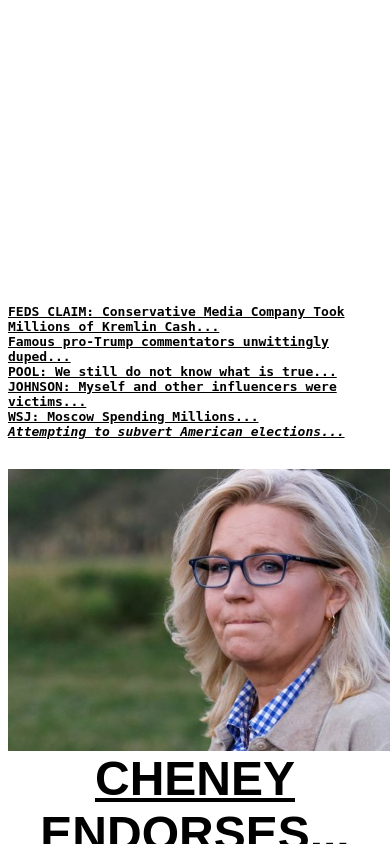 FEDS CLAIM: Conservative Media Company Took
Millions of Kremlin Cash...
Famous pro-Trump commentators unwittingly
duped...
POOL: We still do not know what is true...
JOHNSON: Myself and other influencers were
victims...
WSJ: Moscow Spending Millions...
Attempting to subvert American elections...
CHENEY
ENDORSES...